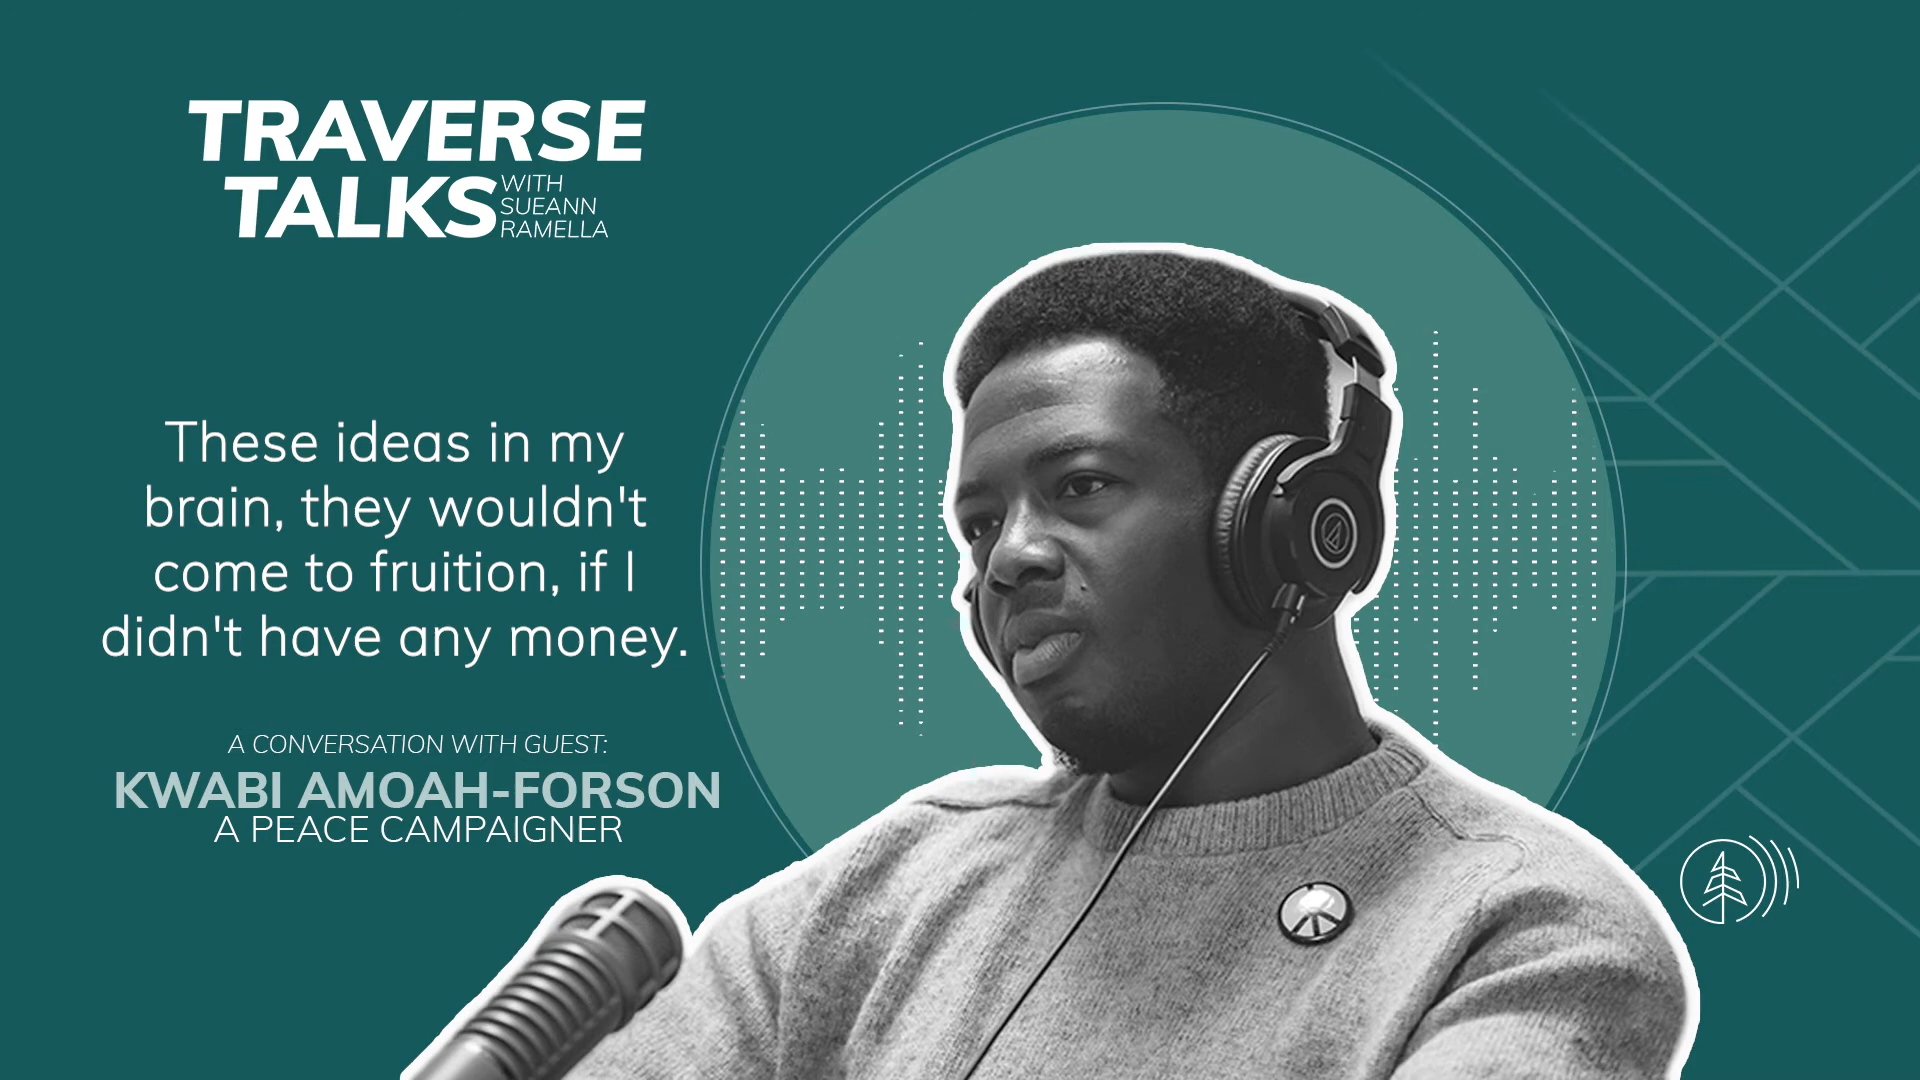 TRAVERSE
TALKS
WITH
SUEANN
RAMELLA
These ideas in my
brain, they wouldn't
come to fruition, if I
didn't have any money.
A CONVERSATION WITH GUEST:
KWABI AMOAH-FORSON
A PEACE CAMPAIGNER